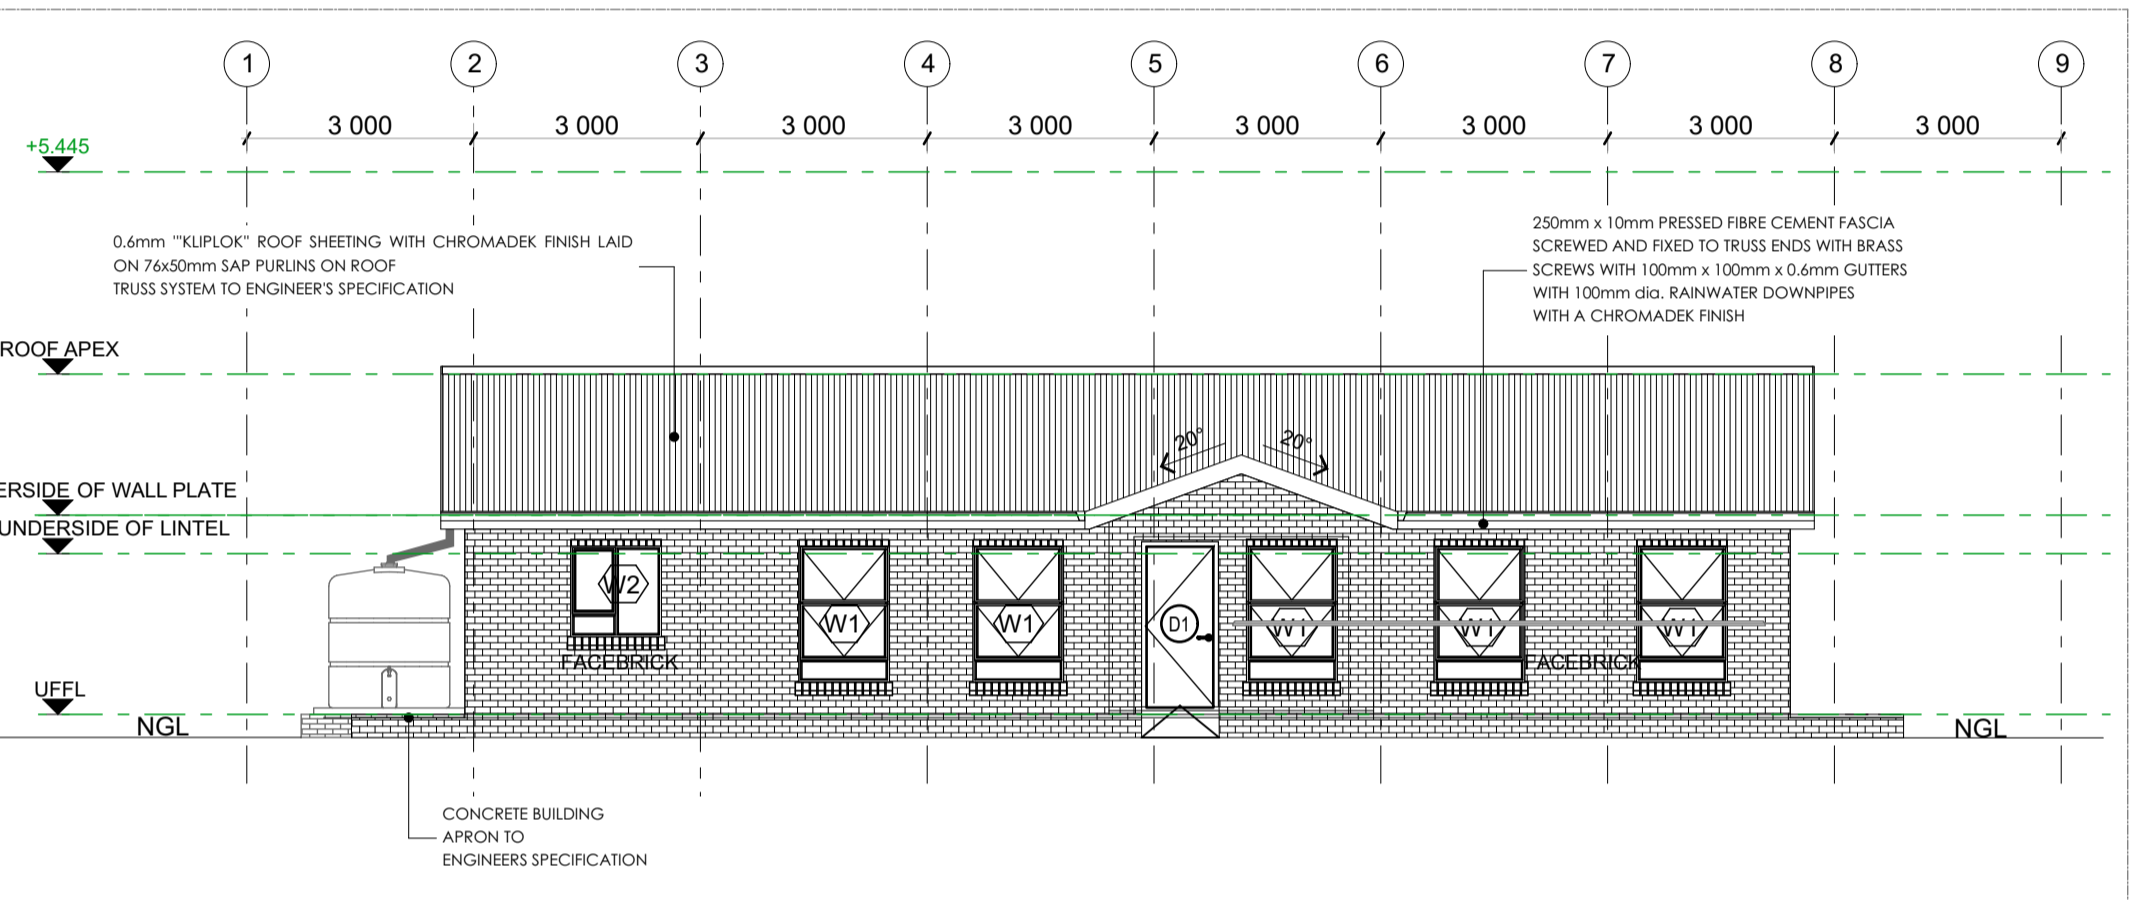 1 2 3 4 5 6 7 8 9
3 000 3 000 3 000 3 000 3 000 3 000 3 000 3 000
+5.445
0.6mm '"KLIPLOK" ROOF SHEETING WITH CHROMADEK FINISH LAID
ON 76x50mm SAP PURLINS ON ROOF
TRUSS SYSTEM TO ENGINEER'S SPECIFICATION
250mm x 10mm PRESSED FIBRE CEMENT FASCIA
SCREWED AND FIXED TO TRUSS ENDS WITH BRASS
SCREWS WITH 100mm x 100mm x 0.6mm GUTTERS
WITH 100mm dia. RAINWATER DOWNPIPES
WITH A CHROMADEK FINISH
ROOF APEX
20° 20°
ERSIDE OF WALL PLATE
UNDERSIDE OF LINTEL
W2 W1 W1 D1 W1 W1 W1
FACEBRICK FACEBRICK
UFFL
NGL NGL
CONCRETE BUILDING
APRON TO
ENGINEERS SPECIFICATION